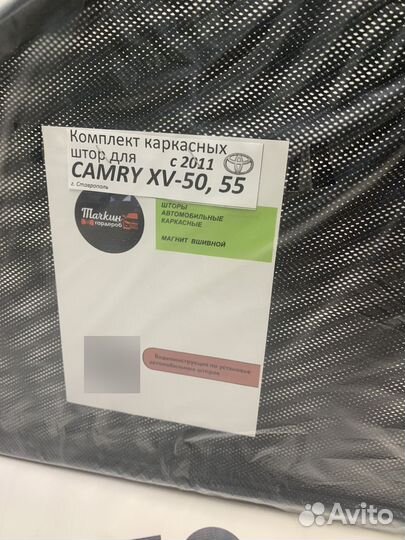 Комплект каркасных
штор для с 2011
CAMRY XV-50, 55
г. Ставрополь
Тачкин
гардероб
ШТОРЫ
АВТОМОБИЛЬНЫЕ
КАРКАСНЫЕ
МАГНИТ ВШИВНОЙ
Видеоинструкция по установке
автомобильных шторок
Avito